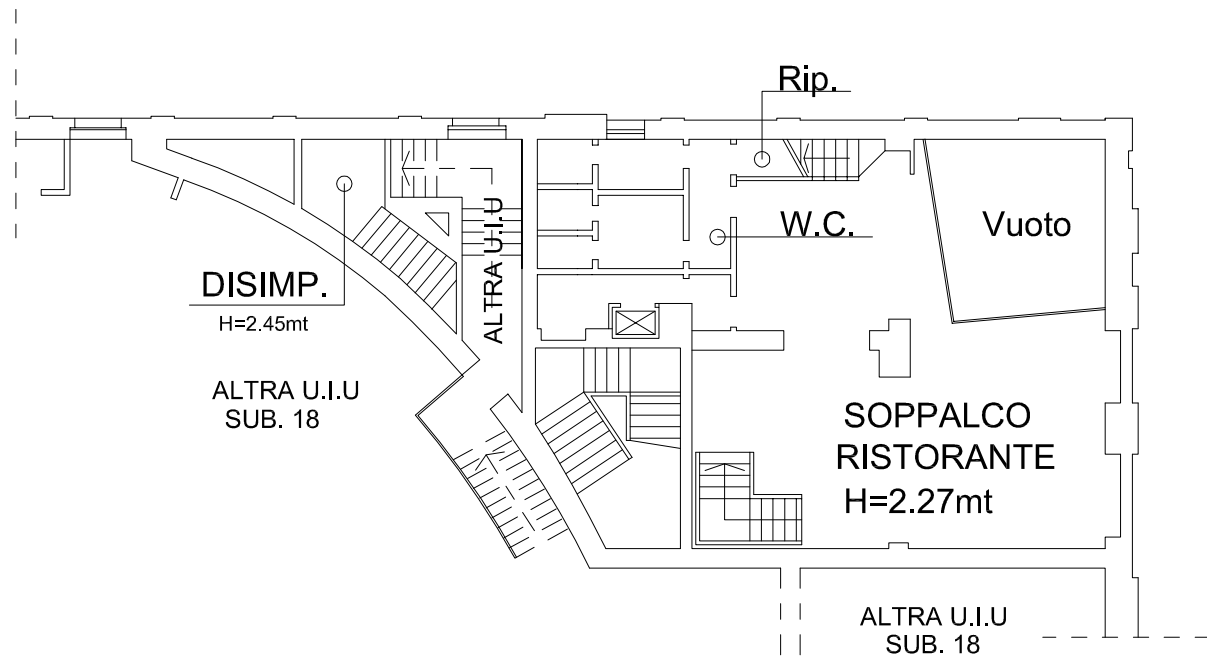 Rip.
W.C.
Vuoto
DISIMP.
H=2.45mt
ALTRA U.I.U
ALTRA U.I.U
SUB. 18
SOPPALCO
RISTORANTE
H=2.27mt
ALTRA U.I.U
SUB. 18